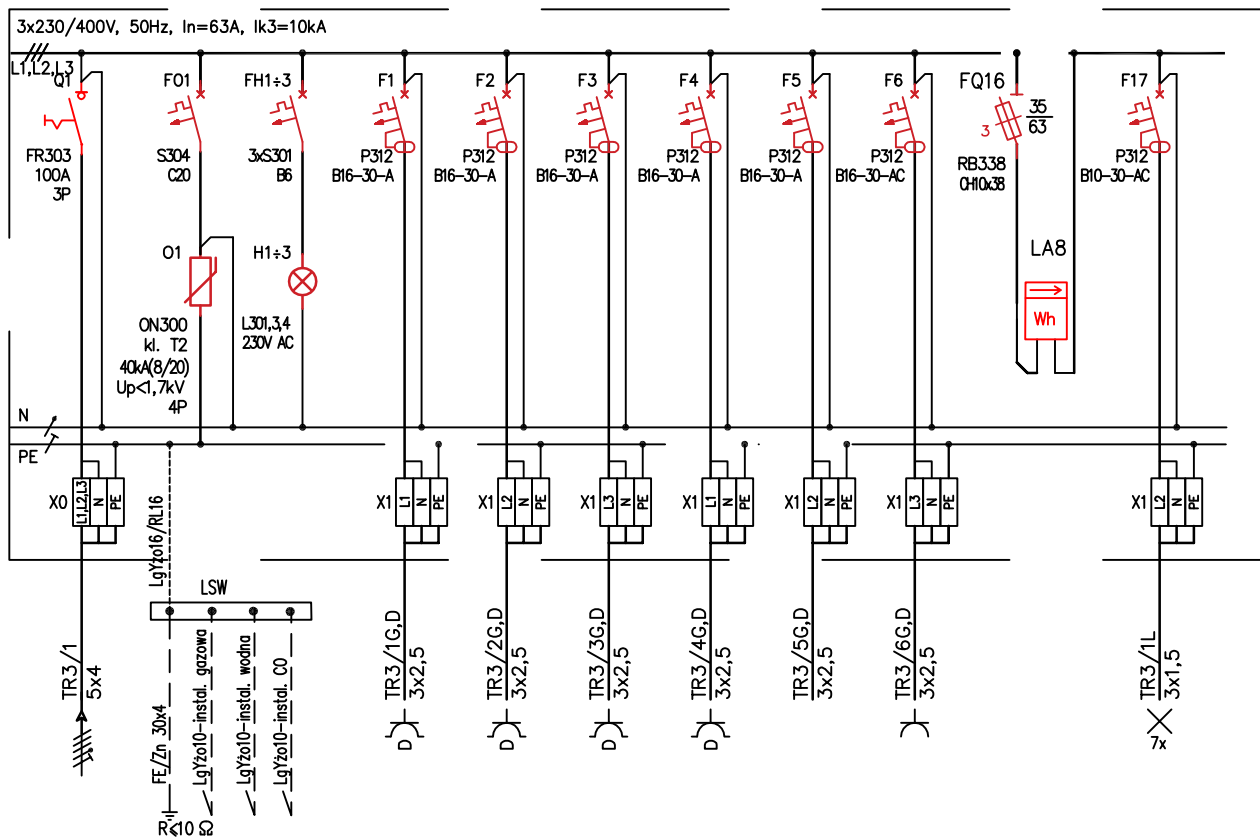 3x230/400V, 50Hz, In=63A, Ik3=10kA
L1,L2,L3
Q1
FR303
100A
3P
F01
S304
C20
FH1÷3
3xS301
B6
F1
P312
B16-30-A
F2
P312
B16-30-A
F3
P312
B16-30-A
F4
P312
B16-30-A
F5
P312
B16-30-A
F6
P312
B16-30-AC
FQ16
3
35
63
RB338
CH10x38
F17
P312
B10-30-AC
O1
ON300
kl. T2
40kA(8/20)
Up<1,7kV
4P
H1÷3
L301,3,4
230V AC
LA8
Wh
N
PE
X0
L1,L2,L3
N
PE
X1
L1
N
PE
X1
L2
N
PE
X1
L3
N
PE
X1
L1
N
PE
X1
L2
N
PE
X1
L3
N
PE
X1
L2
N
PE
LgYżo16/RL16
LSW
TR3/1
5x4
FE/Zn 30x4
R≤10 Ω
LgYżo10-instal. gazowa
LgYżo10-instal. wodna
LgYżo10-instal. CO
TR3/1G,D
3x2,5
D
TR3/2G,D
3x2,5
D
TR3/3G,D
3x2,5
D
TR3/4G,D
3x2,5
D
TR3/5G,D
3x2,5
TR3/6G,D
3x2,5
TR3/1L
3x1,5
7x